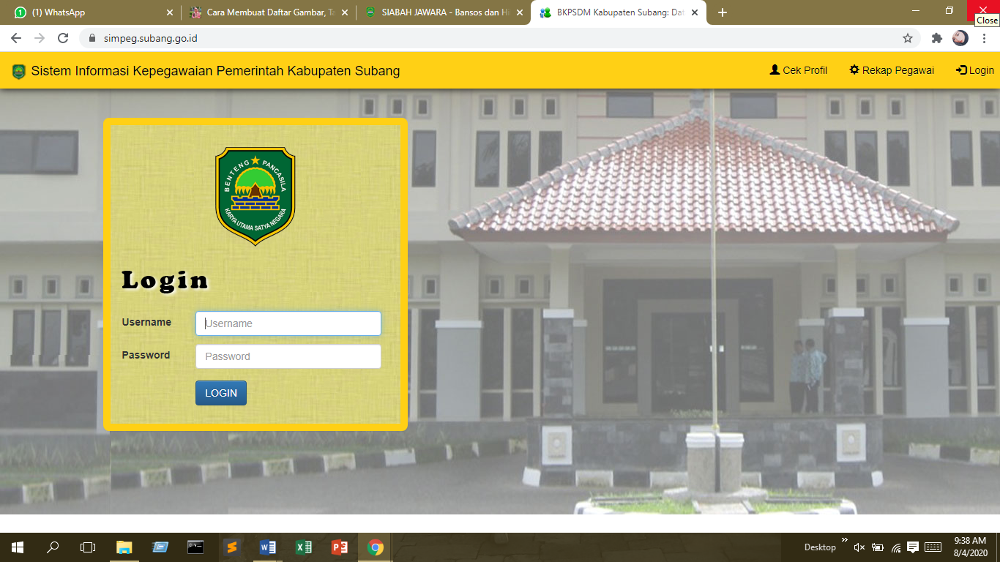 (1) WhatsApp
Cara Membuat Daftar Gambar, Ta
SIABAH JAWARA - Bansos dan Hi
BKPSDM Kabupaten Subang: Dat
Close
simpeg.subang.go.id
Sistem Informasi Kepegawaian Pemerintah Kabupaten Subang
Cek Profil
Rekap Pegawai
Login
BENTENG PANCASILA
KARYA UTAMA SATYA NEGARA
Login
Username
Username
Password
Password
LOGIN
Desktop
9:38 AM
8/4/2020